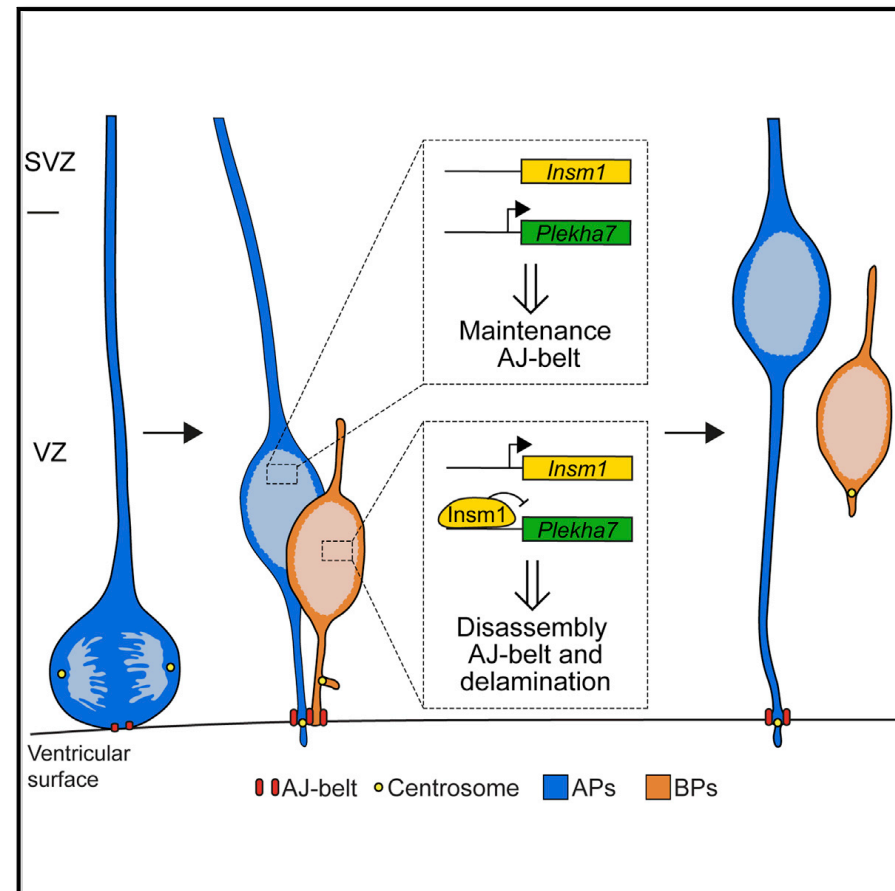 SVZ
VZ
Insm1
Plekha7
Maintenance
AJ-belt
Insm1
Insm1
Plekha7
Disassembly
AJ-belt and
delamination
Ventricular
surface
AJ-belt Centrosome APs BPs